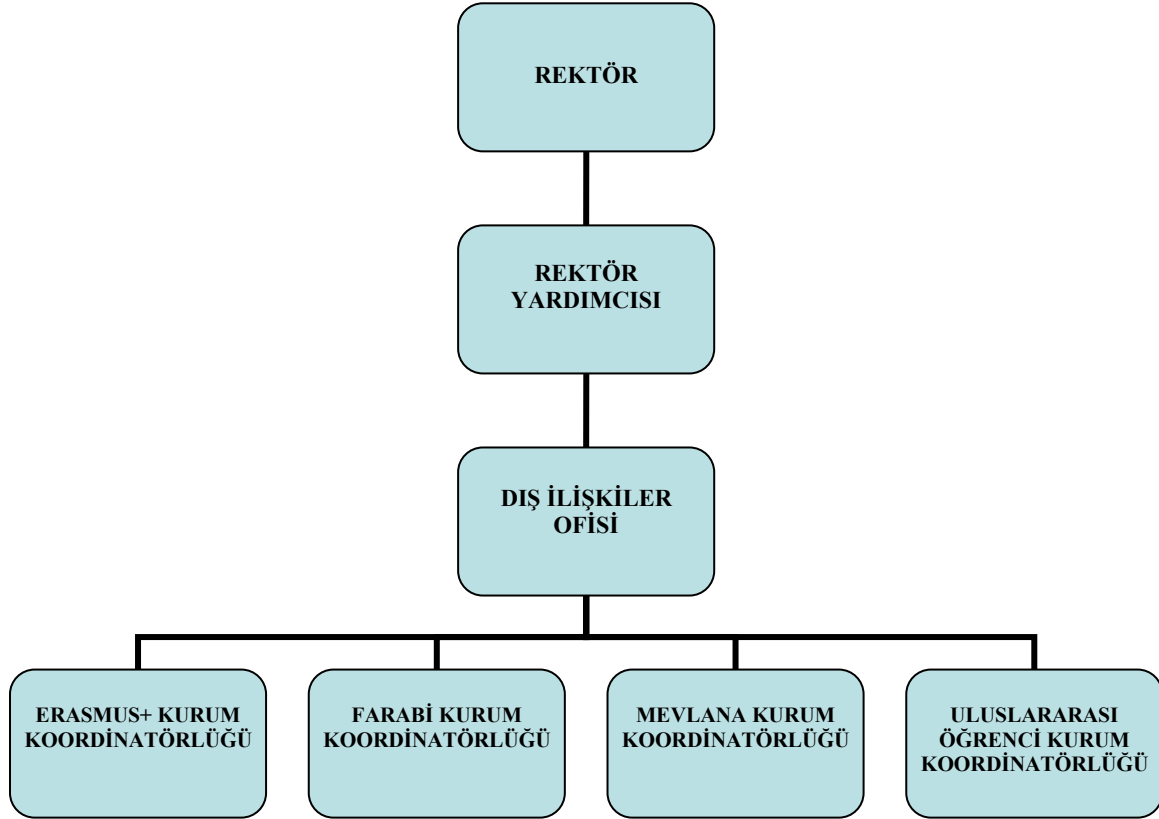 REKTÖR
REKTÖR
YARDIMCISI
DIŞ İLİŞKİLER
OFİSİ
ERASMUS+ KURUM
KOORDİNATÖRLÜĞÜ
FARABİ KURUM
KOORDİNATÖRLÜĞÜ
MEVLANA KURUM
KOORDİNATÖRLÜĞÜ
ULUSLARARASI
ÖĞRENCİ KURUM
KOORDİNATÖRLÜĞÜ